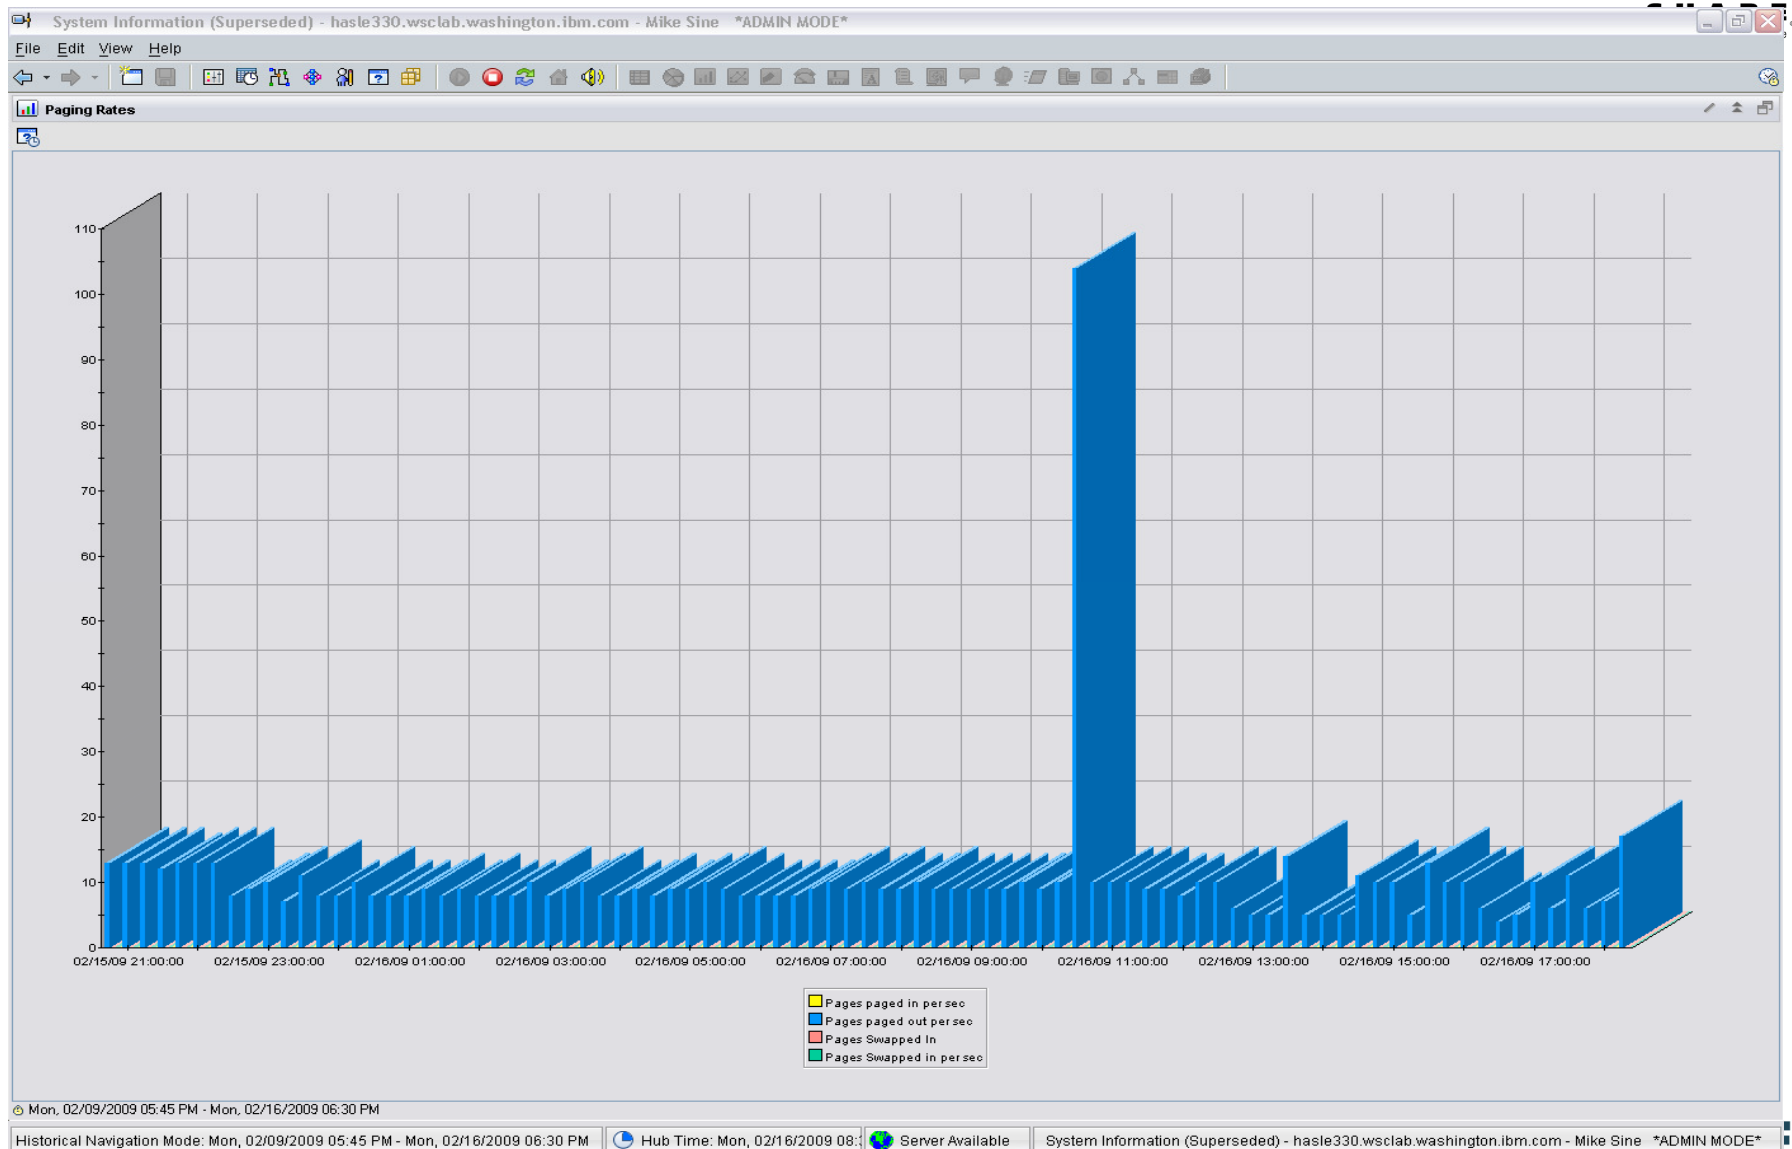 System Information (Superseded) - hasle330.wsclab.washington.ibm.com - Mike Sine *ADMIN MODE*
File Edit View Help
Paging Rates
110
100
90
80
70
60
50
40
30
20
10
0
02/15/09 21:00:00 02/15/09 23:00:00 02/16/09 01:00:00 02/16/09 03:00:00 02/16/09 05:00:00 02/16/09 07:00:00 02/16/09 09:00:00 02/16/09 11:00:00 02/16/09 13:00:00 02/16/09 15:00:00 02/16/09 17:00:00
Pages paged in per sec
Pages paged out per sec
Pages Swapped In
Pages Swapped in per sec
Mon, 02/09/2009 05:45 PM - Mon, 02/16/2009 06:30 PM
Historical Navigation Mode: Mon, 02/09/2009 05:45 PM - Mon, 02/16/2009 06:30 PM
Hub Time: Mon, 02/16/2009 08:
Server Available
System Information (Superseded) - hasle330.wsclab.washington.ibm.com - Mike Sine *ADMIN MODE*